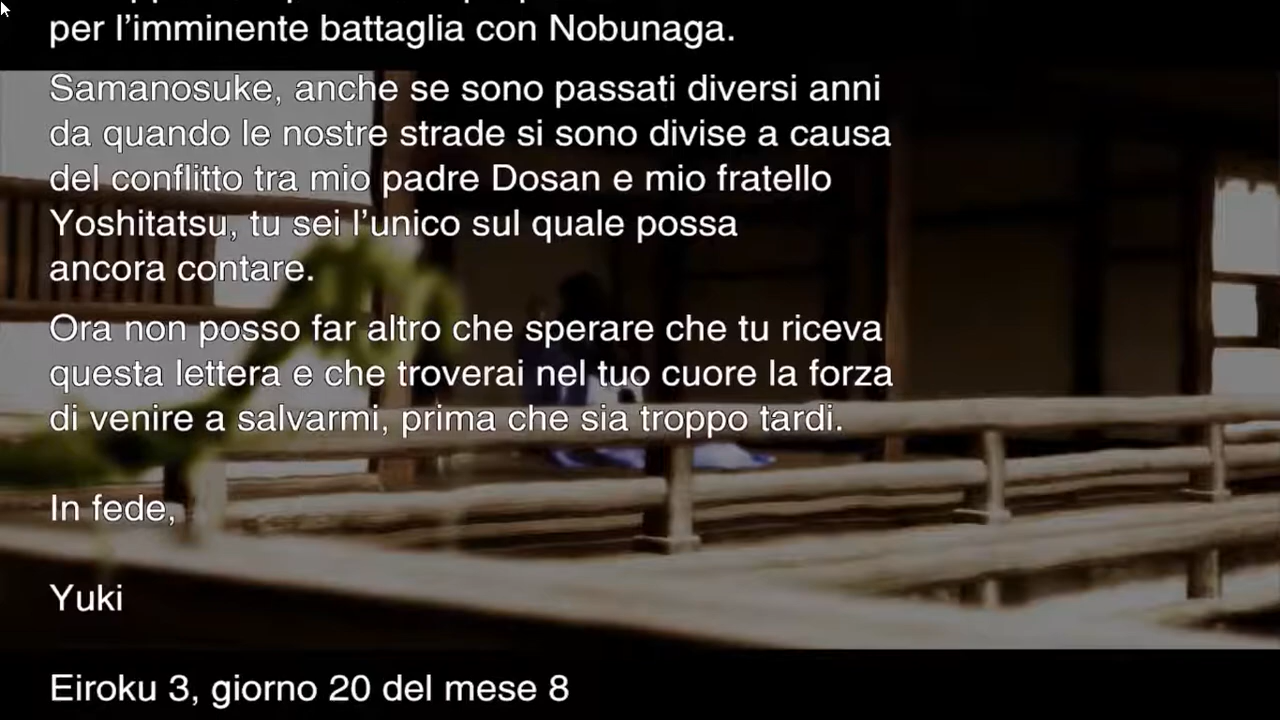 per l’imminente battaglia con Nobunaga.
Samanosuke, anche se sono passati diversi anni
da quando le nostre strade si sono divise a causa
del conflitto tra mio padre Dosan e mio fratello
Yoshitatsu, tu sei l’unico sul quale possa
ancora contare.
Ora non posso far altro che sperare che tu riceva
questa lettera e che troverai nel tuo cuore la forza
di venire a salvarmi, prima che sia troppo tardi.
In fede,
Yuki
Eiroku 3, giorno 20 del mese 8